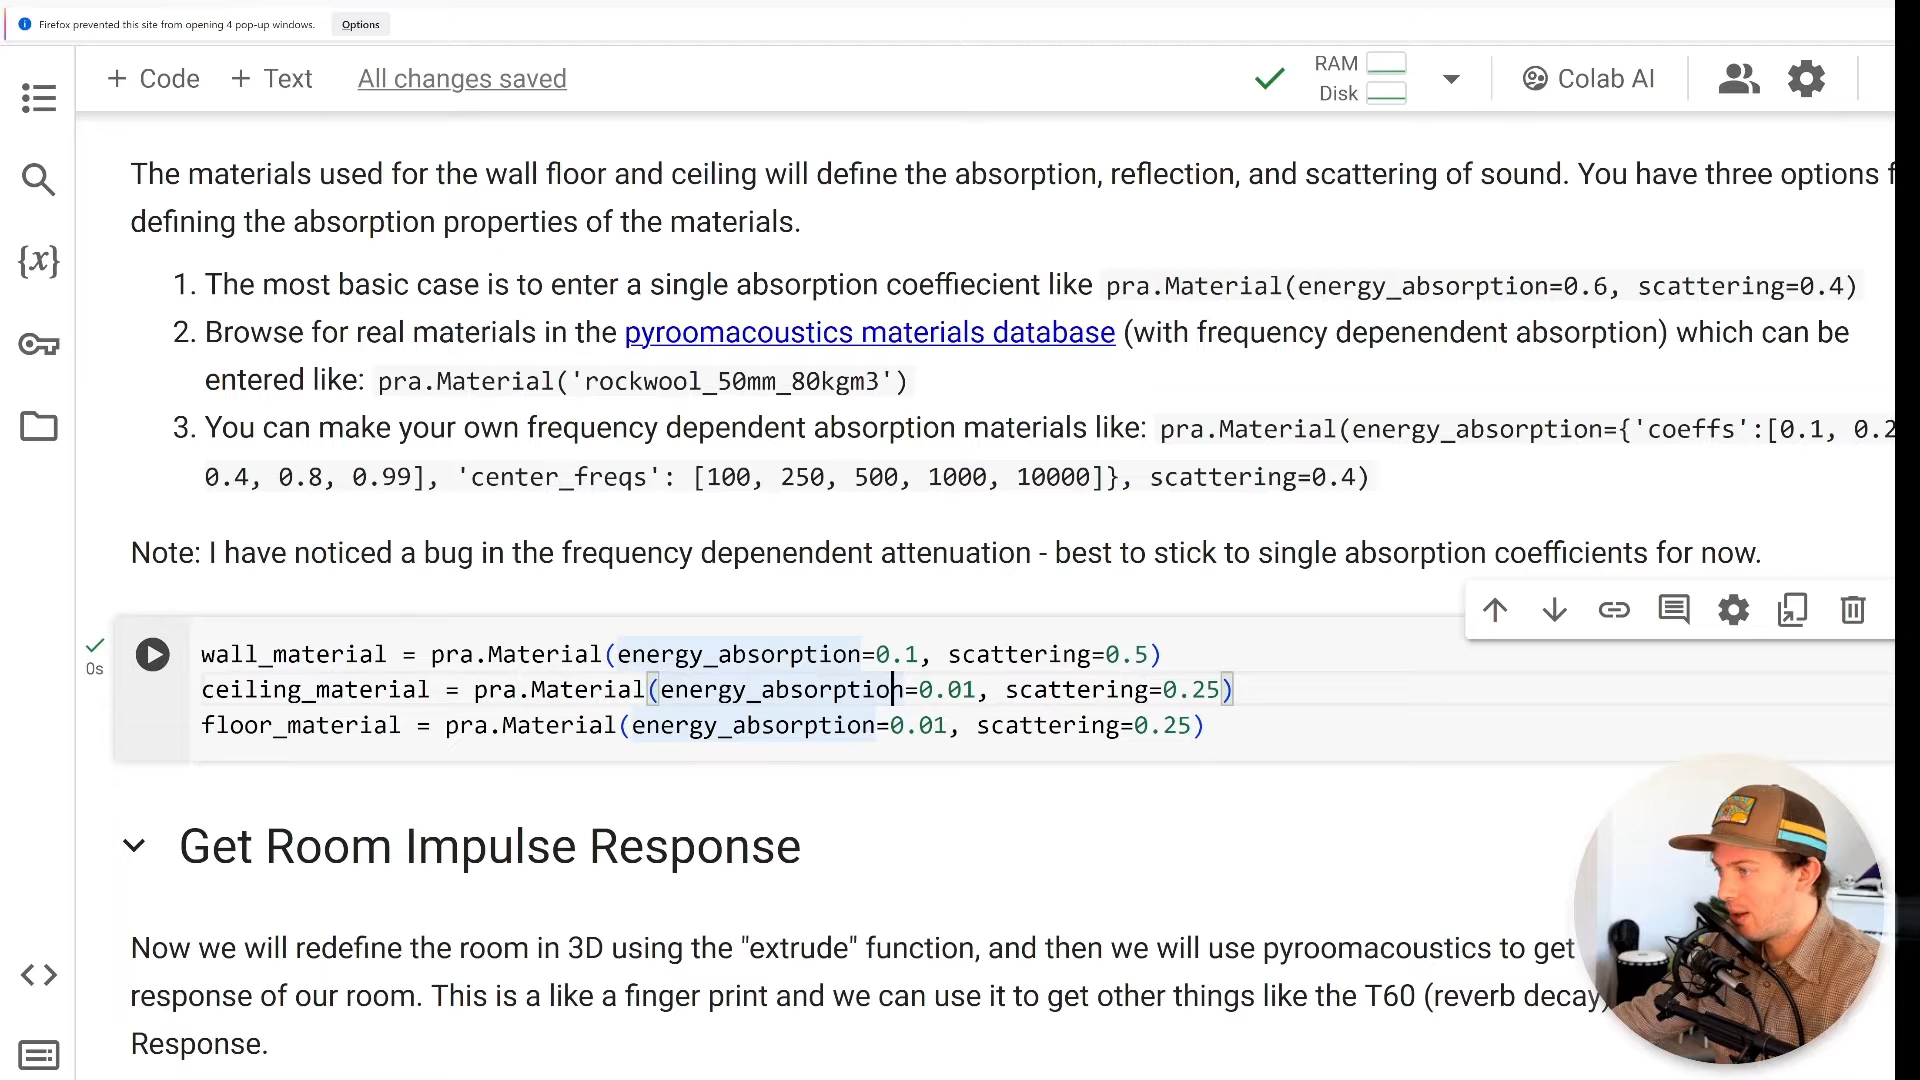 Firefox prevented this site from opening 4 pop-up windows. Options
+ Code + Text All changes saved RAM Disk Colab AI
The materials used for the wall floor and ceiling will define the absorption, reflection, and scattering of sound. You have three options f
defining the absorption properties of the materials.
1. The most basic case is to enter a single absorption coeffiecient like pra.Material(energy_absorption=0.6, scattering=0.4)
2. Browse for real materials in the pyroomacoustics materials database (with frequency depenendent absorption) which can be
entered like: pra.Material('rockwool_50mm_80kgm3')
3. You can make your own frequency dependent absorption materials like: pra.Material(energy_absorption={'coeffs':[0.1, 0.2
0.4, 0.8, 0.99], 'center_freqs': [100, 250, 500, 1000, 10000]}, scattering=0.4)
Note: I have noticed a bug in the frequency depenendent attenuation - best to stick to single absorption coefficients for now.
0s
wall_material = pra.Material(energy_absorption=0.1, scattering=0.5)
ceiling_material = pra.Material(energy_absorption=0.01, scattering=0.25)
floor_material = pra.Material(energy_absorption=0.01, scattering=0.25)
Get Room Impulse Response
Now we will redefine the room in 3D using the "extrude" function, and then we will use pyroomacoustics to get
response of our room. This is a like a finger print and we can use it to get other things like the T60 (reverb decay)
Response.